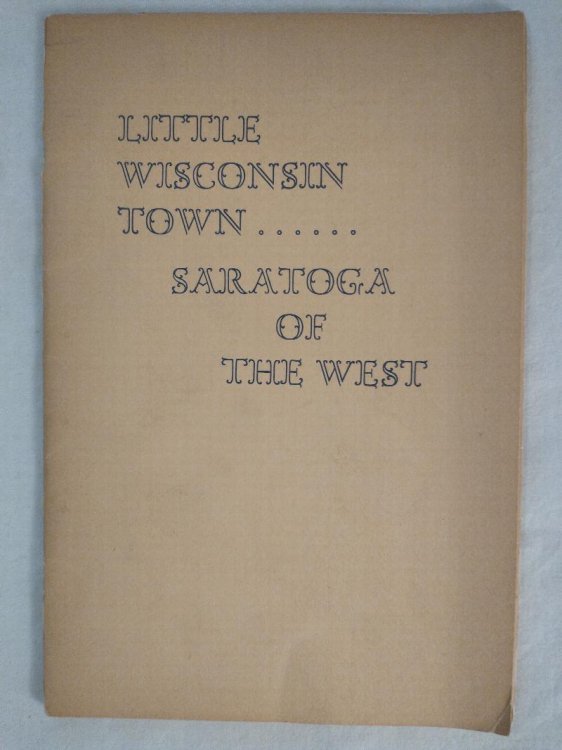 LITTLE
WISCONSIN
TOWN . . . . . .
SARATOGA
OF
THE WEST